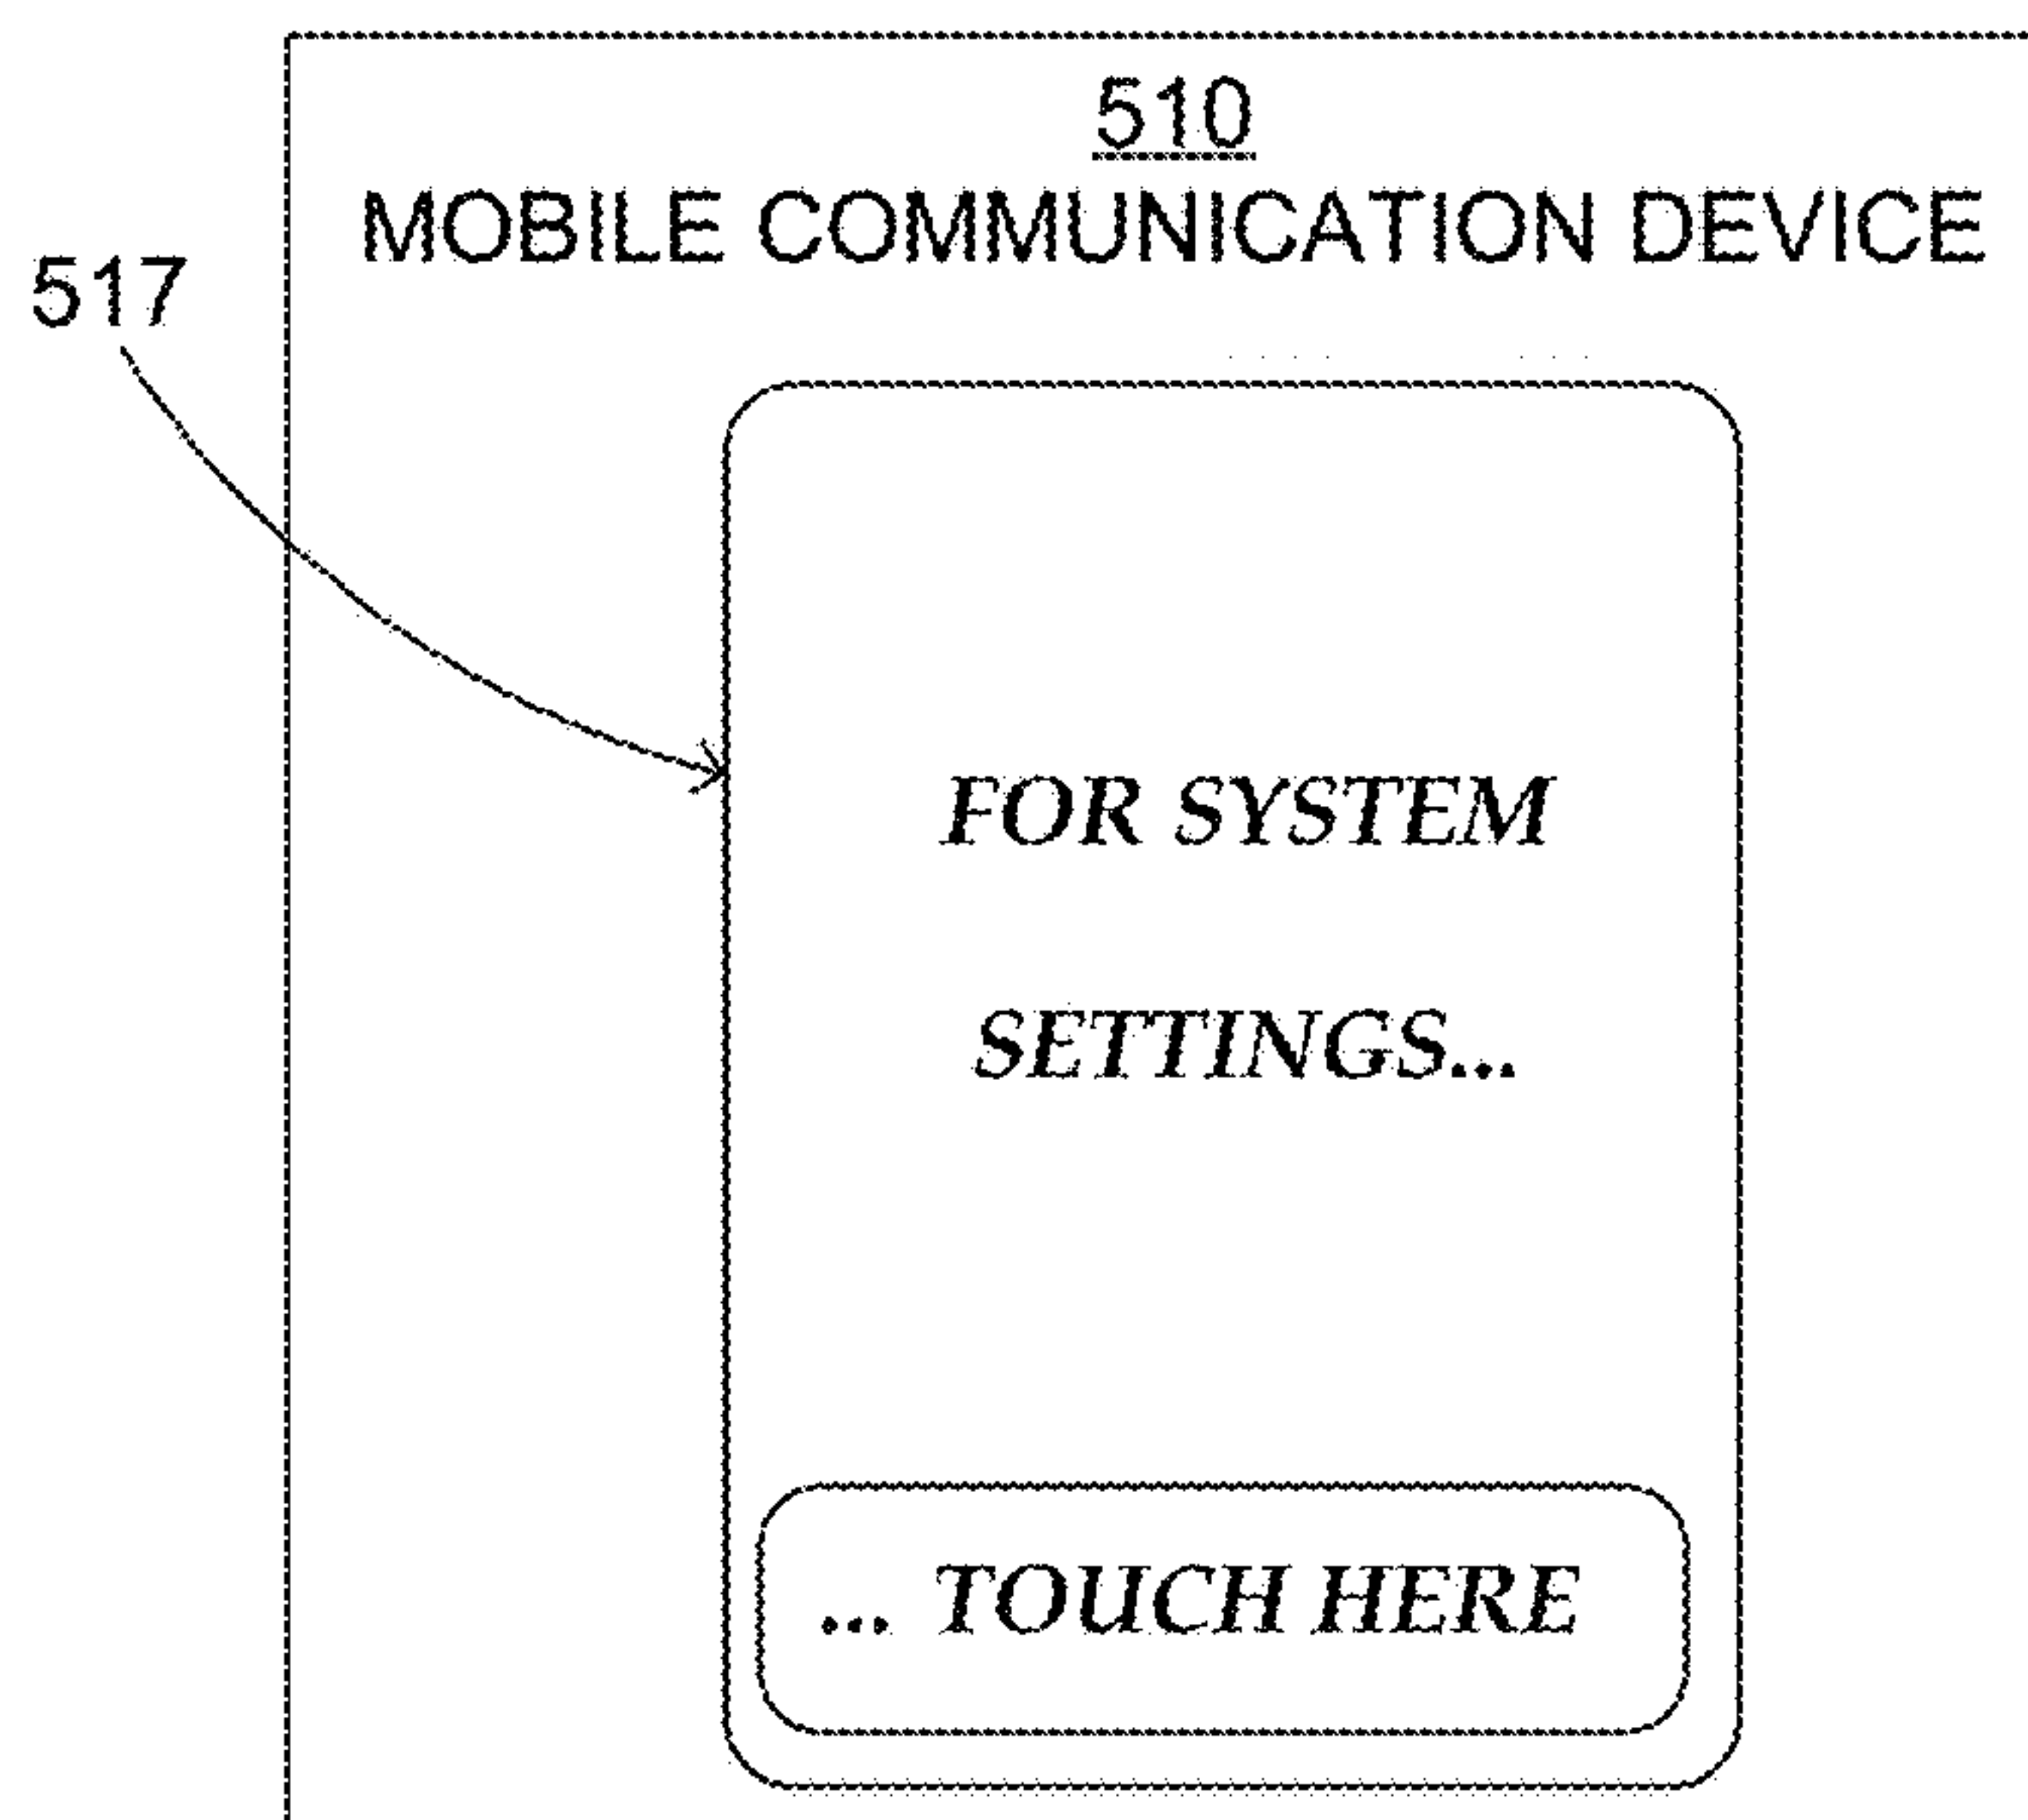 510
MOBILE COMMUNICATION DEVICE
517
FOR SYSTEM
SETTINGS...
... TOUCH HERE